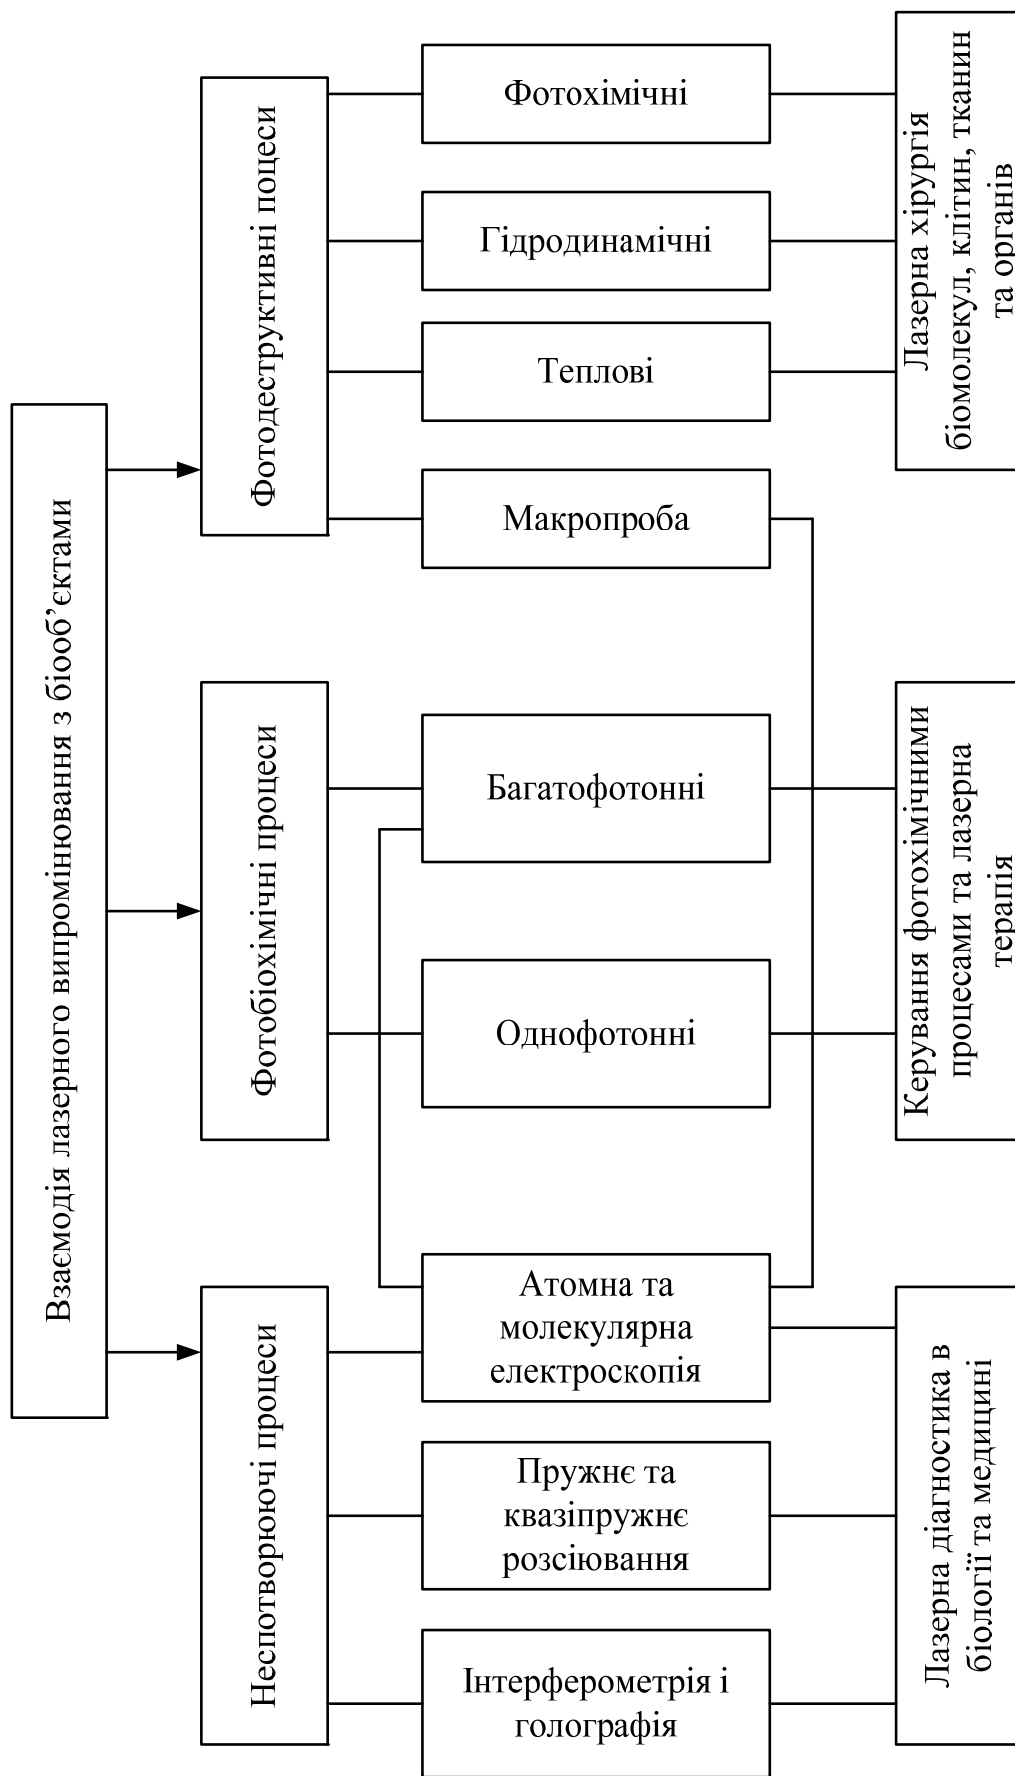 Взаємодія лазерного випромінювання з біооб’єктами
Фотодеструктивні поцеси
Фотохімічні
Гідродинамічні
Теплові
Макропроба
Лазерна хірургія
біомолекул, клітин, тканин
та органів
Фотобіохімічні процеси
Багатофотонні
Однофотонні
Керування фотохімічними
процесами та лазерна
терапія
Неспотворюючі процеси
Атомна та
молекулярна
електроскопія
Пружнє та
квазіпружнє
розсіювання
Інтерферометрія і
голографія
Лазерна діагностика в
біології та медицині